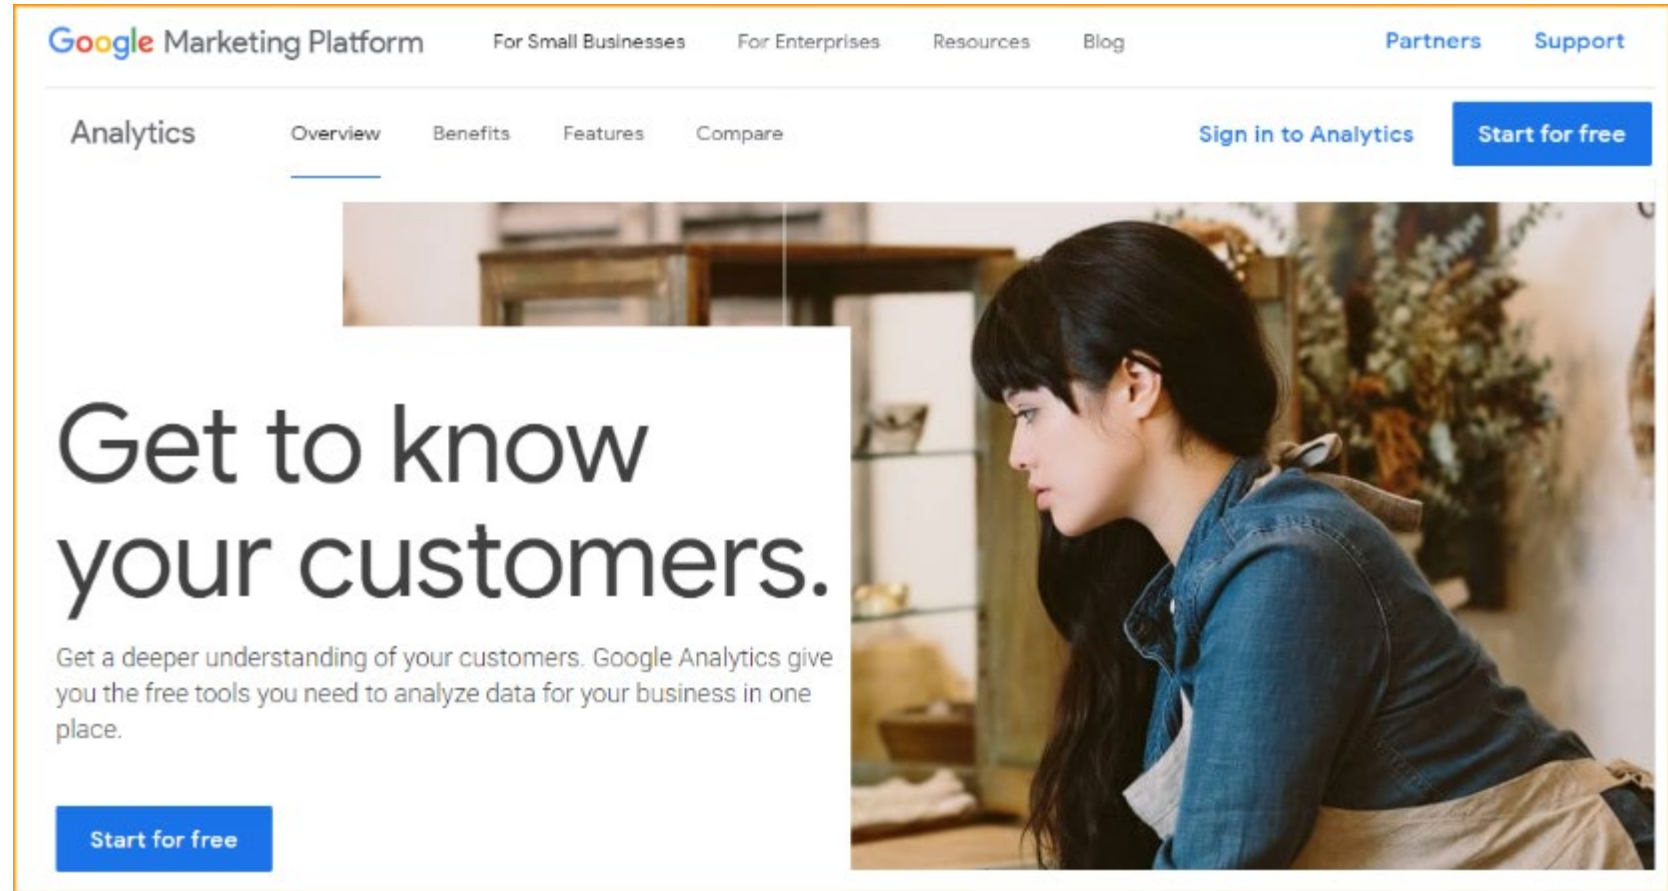 Google Marketing Platform For Small Businesses For Enterprises Resources Blog Partners Support
Analytics Overview Benefits Features Compare Sign in to Analytics Start for free
Get to know
your customers.
Get a deeper understanding of your customers. Google Analytics give
you the free tools you need to analyze data for your business in one
place.
Start for free